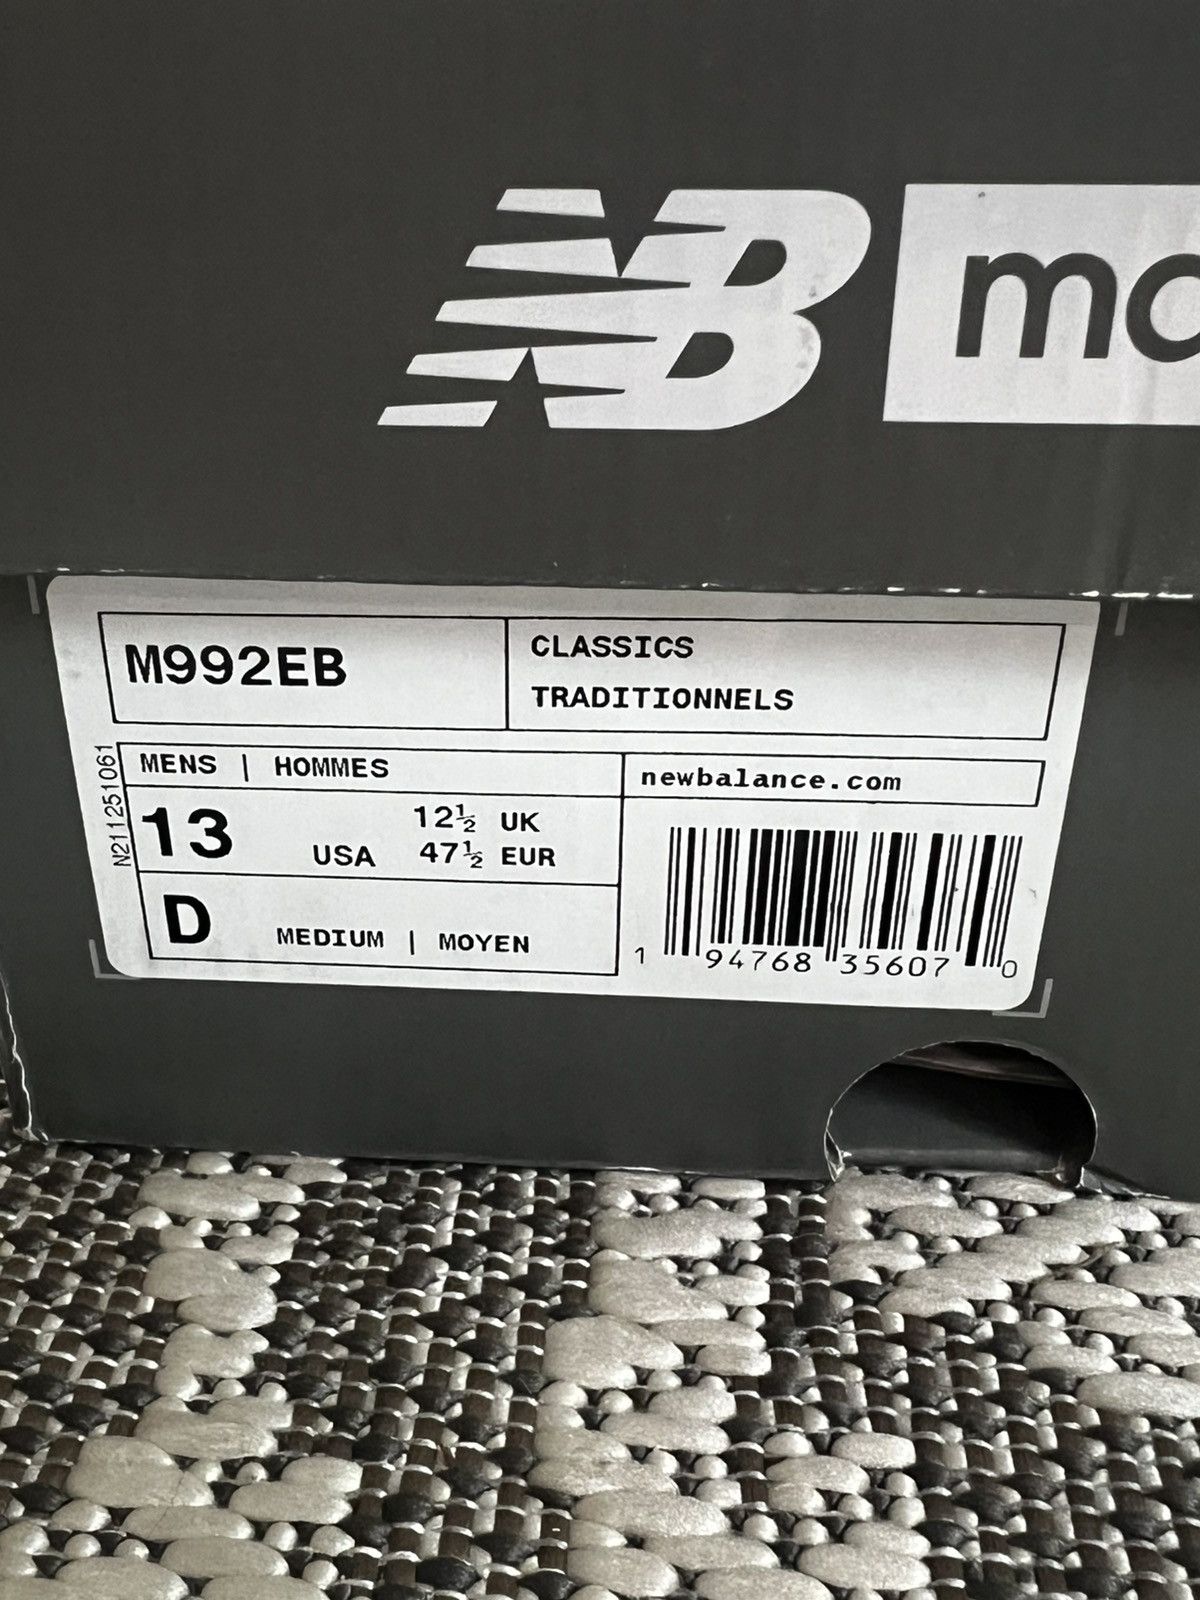 NB
M992EB
CLASSICS
TRADITIONNELS
N211251061
MENS | HOMMES
newbalance.com
13 USA
12½ UK
47½ EUR
D MEDIUM | MOYEN
1 94768 35607 0